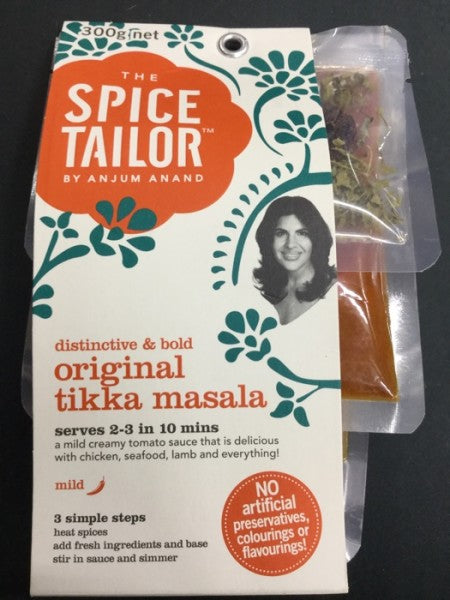 300g net
THE
SPICE
TAILOR™
BY ANJUM ANAND
distinctive & bold
original
tikka masala
serves 2-3 in 10 mins
a mild creamy tomato sauce that is delicious
with chicken, seafood, lamb and everything!
mild
3 simple steps
heat spices
add fresh ingredients and base
stir in sauce and simmer
NO
artificial
preservatives,
colourings or
flavourings!